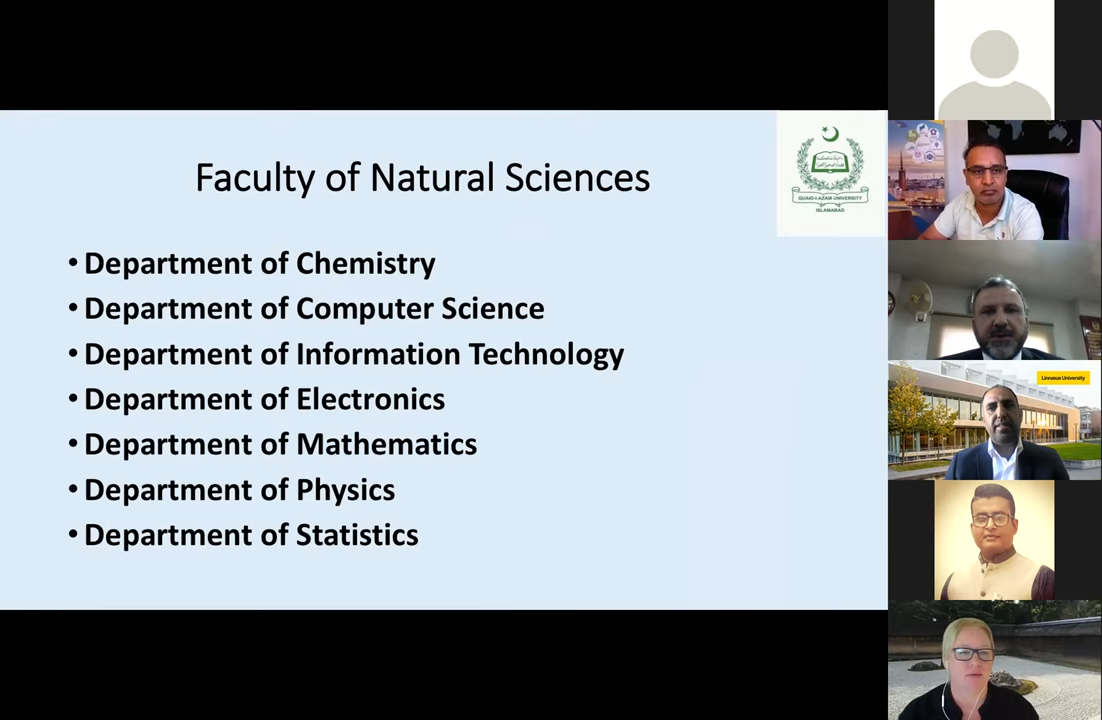 Faculty of Natural Sciences
QUAID-I-AZAM UNIVERSITY
ISLAMABAD
• Department of Chemistry
• Department of Computer Science
• Department of Information Technology
• Department of Electronics
• Department of Mathematics
• Department of Physics
• Department of Statistics
Linnæus University